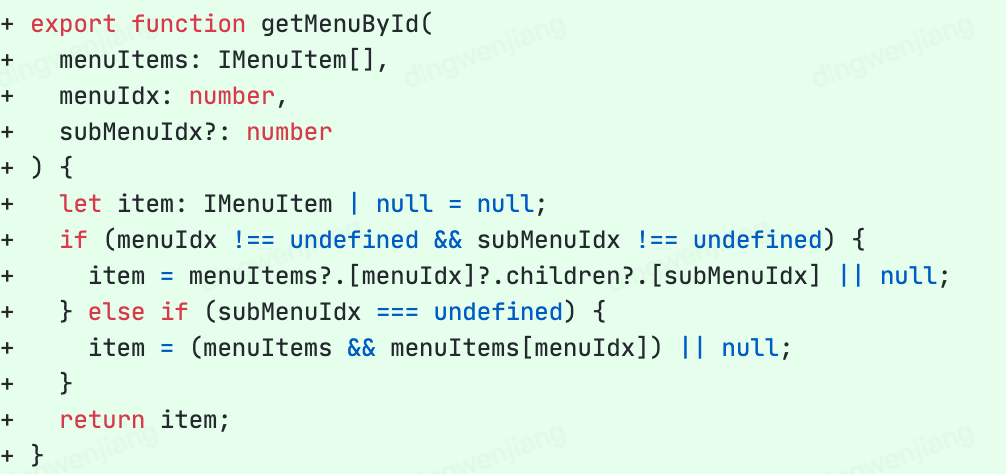 + export function getMenuById(
+   menuItems: IMenuItem[],
+   menuIdx: number,
+   subMenuIdx?: number
+ ) {
+   let item: IMenuItem | null = null;
+   if (menuIdx !== undefined && subMenuIdx !== undefined) {
+     item = menuItems?.[menuIdx]?.children?.[subMenuIdx] || null;
+   } else if (subMenuIdx === undefined) {
+     item = (menuItems && menuItems[menuIdx]) || null;
+   }
+   return item;
+ }
dingwenjiang
dingwenjiang
dingwenjiang
dingwenjiang
dingwenjiang
dingwenjiang